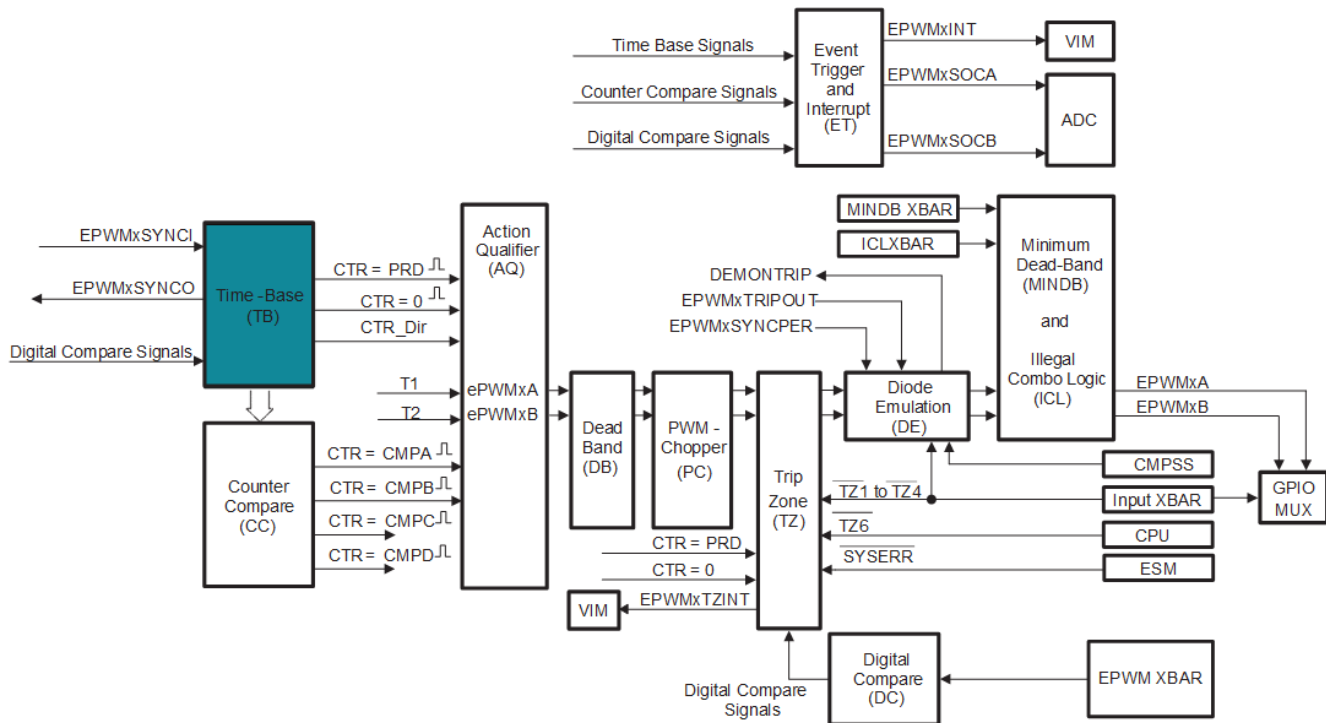 Time Base Signals
Counter Compare Signals
Digital Compare Signals
Event
Trigger
and
Interrupt
(ET)
EPWMxINT
EPWMxSOCA
EPWMxSOCB
VIM
ADC
EPWMxSYNCI
EPWMxSYNCO
Digital Compare Signals
Time -Base
(TB)
CTR = PRD
CTR = 0
CTR_Dir
T1
T2
Action
Qualifier
(AQ)
ePWMxA
ePWMxB
Counter
Compare
(CC)
CTR = CMPA
CTR = CMPB
CTR = CMPC
CTR = CMPD
Dead
Band
(DB)
PWM -
Chopper
(PC)
Trip
Zone
(TZ)
CTR = PRD
CTR = 0
EPWMxTZINT
VIM
DEMONTRIP
EPWMxTRIPOUT
EPWMxSYNCPER
Diode
Emulation
(DE)
MINDB XBAR
ICLXBAR
Minimum
Dead-Band
(MINDB)
and
Illegal
Combo Logic
(ICL)
EPWMxA
EPWMxB
TZ1 to TZ4
TZ6
SYSERR
CMPSS
Input XBAR
CPU
ESM
GPIO
MUX
Digital Compare
Signals
Digital
Compare
(DC)
EPWM XBAR